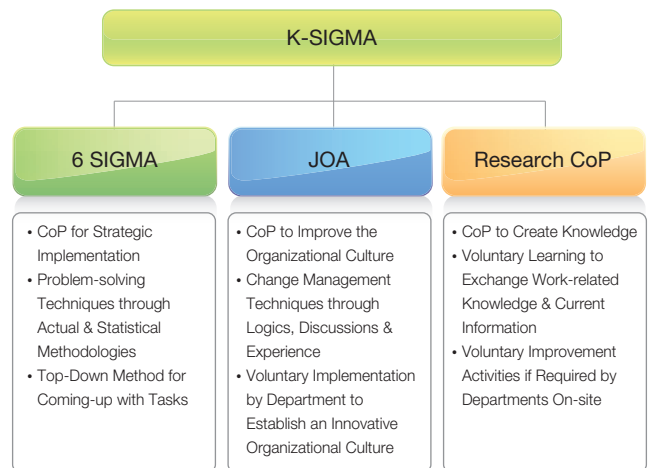 K-SIGMA
6 SIGMA
• CoP for Strategic
Implementation
• Problem-solving
Techniques through
Actual & Statistical
Methodologies
• Top-Down Method for
Coming-up with Tasks
JOA
• CoP to Improve the
Organizational Culture
• Change Management
Techniques through
Logics, Discussions &
Experience
• Voluntary Implementation
by Department to
Establish an Innovative
Organizational Culture
Research CoP
• CoP to Create Knowledge
• Voluntary Learning to
Exchange Work-related
Knowledge & Current
Information
• Voluntary Improvement
Activities if Required by
Departments On-site